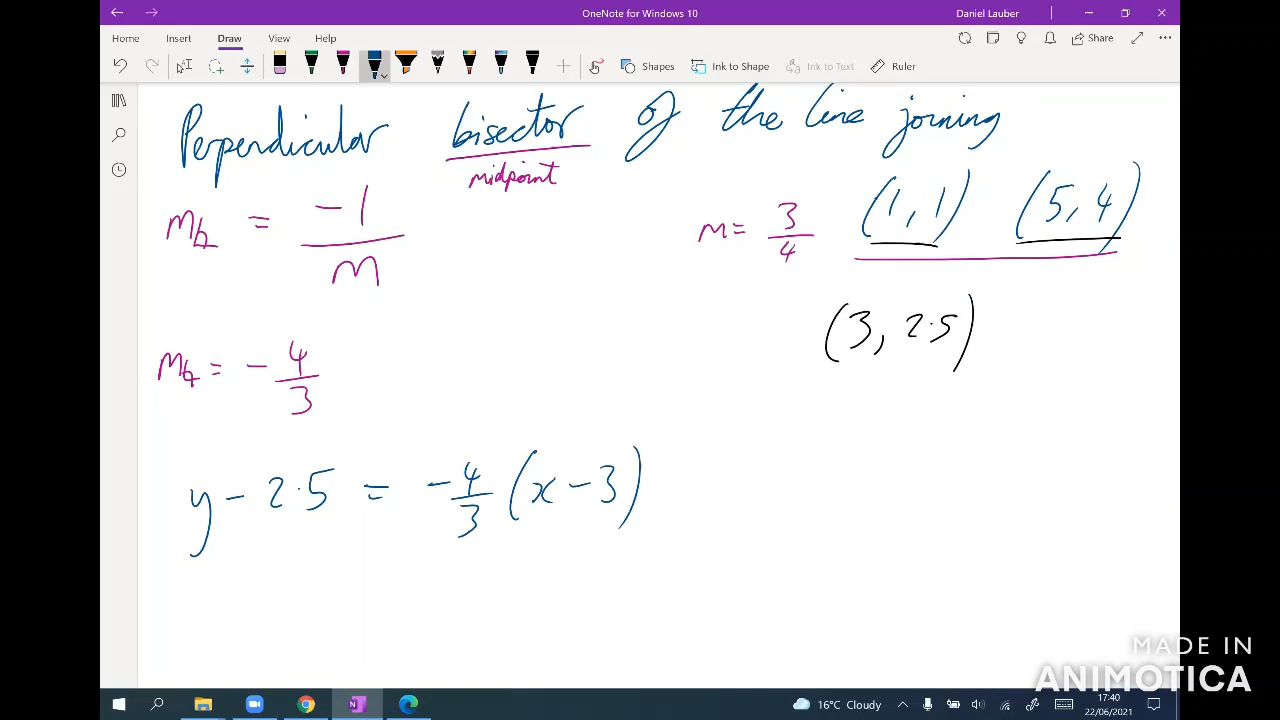 OneNote for Windows 10
Daniel Lauber
Home Insert Draw View Help
Share
Shapes Ink to Shape Ink to Text Ruler
Perpendicular bisector of the line joining
midpoint
m = 3/4 (1, 1) (5, 4)
= -1/m
(3, 2.5)
= -4/3
y - 2.5 = -4/3 (x - 3)
MADE IN
ANIMOTICA
16°C Cloudy
17:40
22/06/2021